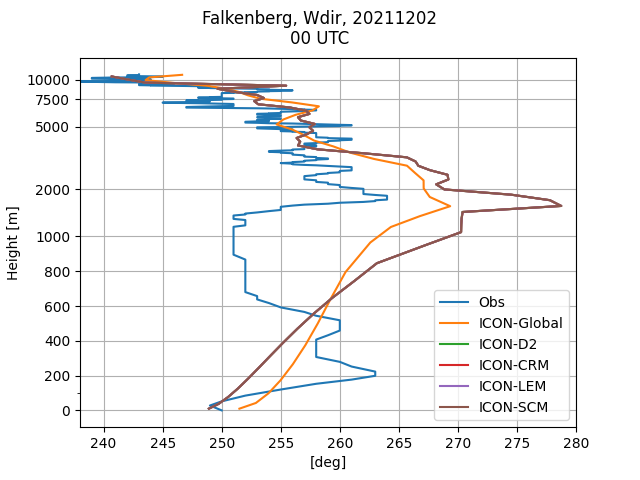 Falkenberg, Wdir, 20211202
00 UTC
Height [m]
10000
7500
5000
2000
1000
800
600
400
200
0
Obs
ICON-Global
ICON-D2
ICON-CRM
ICON-LEM
ICON-SCM
240 245 250 255 260 265 270 275 280
[deg]